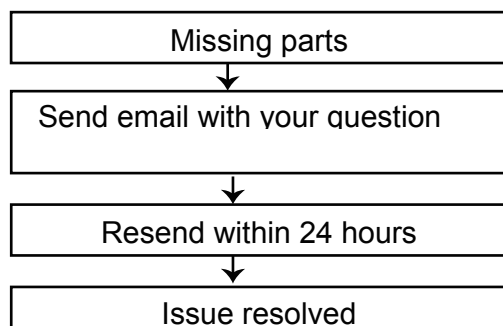 Missing parts
Send email with your question
Resend within 24 hours
Issue resolved